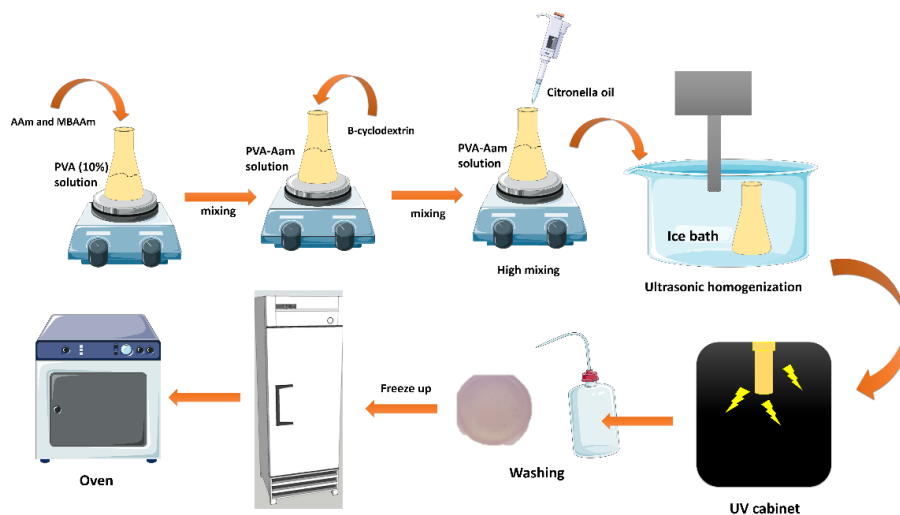 Citronella oil
AAm and MBAAm
PVA (10%)
solution
mixing
PVA-Aam
solution
B-cyclodextrin
mixing
PVA-Aam
solution
High mixing
Ice bath
Ultrasonic homogenization
UV cabinet
Washing
Freeze up
Oven